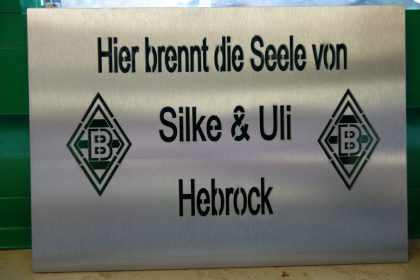 Hier brennt die Seele von
Silke & Uli
B B
Hebrock